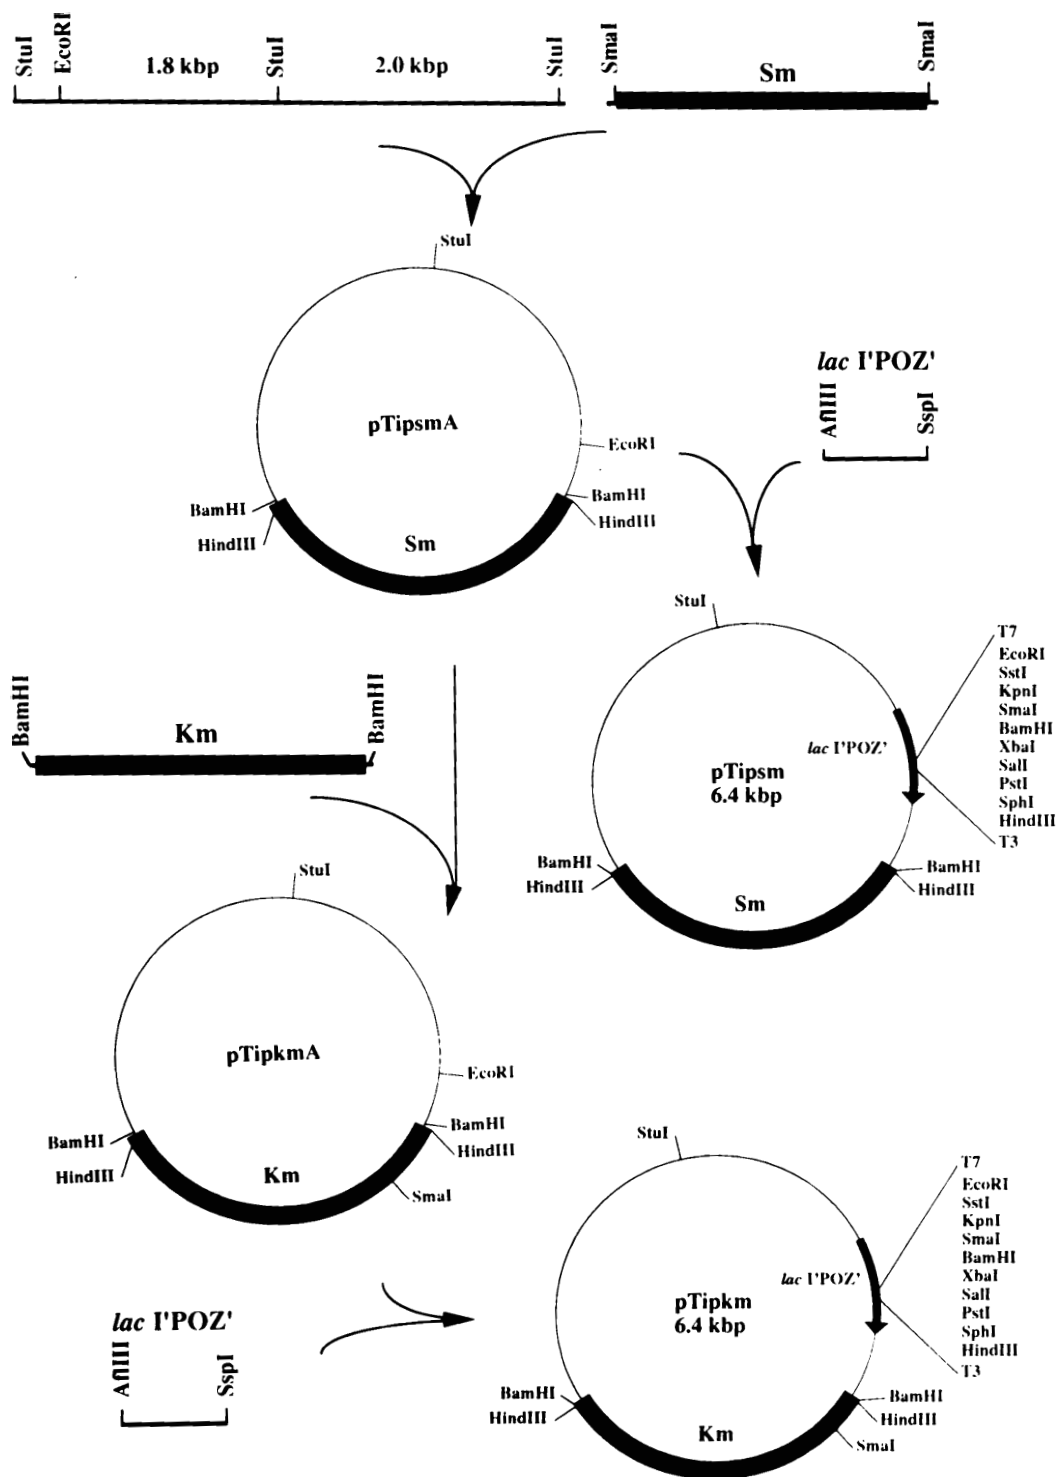 StuI
EcoRI
1.8 kbp
StuI
2.0 kbp
StuI
SmaI
Sm
SmaI
StuI
pTipsmA
EcoRI
BamHI
HindIII
Sm
BamHI
HindIII
lac I'POZ'
AflIII
SspI
StuI
lac I'POZ'
pTipsm
6.4 kbp
T7
EcoRI
SstI
KpnI
SmaI
BamHI
XbaI
SalI
PstI
SphI
HindIII
T3
BamHI
HindIII
Sm
BamHI
HindIII
BamHI
Km
BamHI
StuI
pTipkmA
EcoRI
BamHI
HindIII
Km
BamHI
HindIII
SmaI
lac I'POZ'
AflIII
SspI
StuI
lac I'POZ'
pTipkm
6.4 kbp
T7
EcoRI
SstI
KpnI
SmaI
BamHI
XbaI
SalI
PstI
SphI
HindIII
T3
BamHI
HindIII
Km
BamHI
HindIII
SmaI